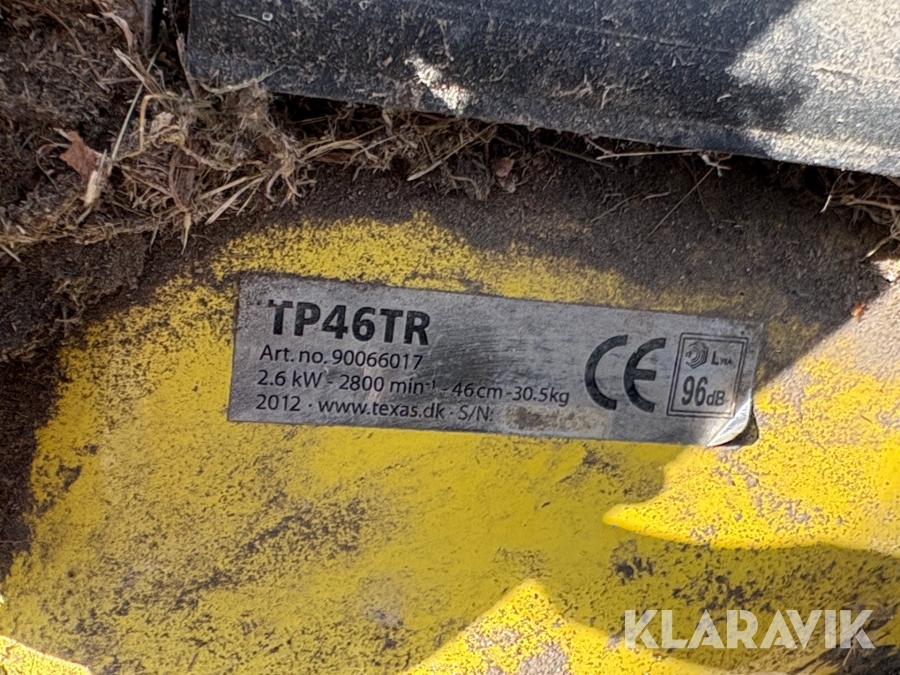 TP46TR
Art. no. 90066017
2.6 kW - 2800 min⁻¹ - 46cm -30.5kg
2012 · www.texas.dk · S/N:
CE
96dB
KLARAVIK